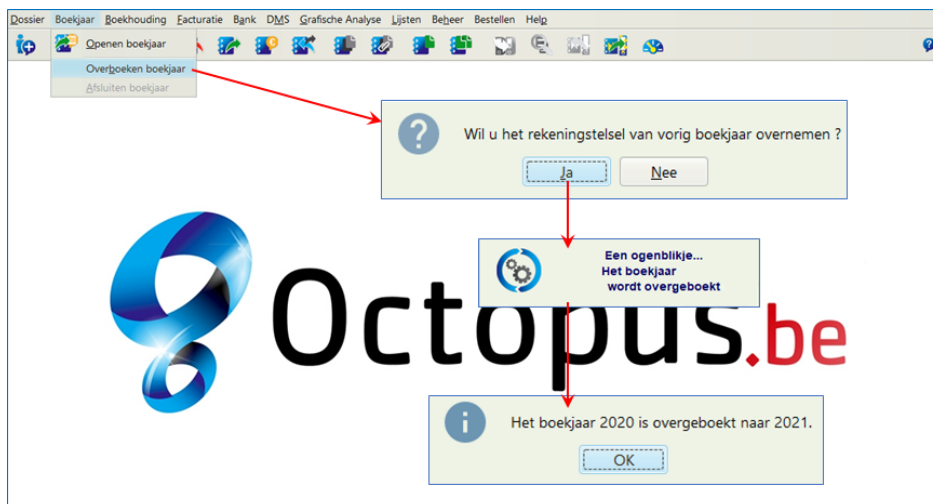 Dossier Boekjaar Boekhouding Facturatie Bank DMS Grafische Analyse Lijsten Beheer Bestellen Help
Openen boekjaar
Overboeken boekjaar
Afsluiten boekjaar
Wil u het rekeningstelsel van vorig boekjaar overnemen ?
Ja Nee
Een ogenblikje...
Het boekjaar
wordt overgeboekt
Octopus.be
Het boekjaar 2020 is overgeboekt naar 2021.
OK